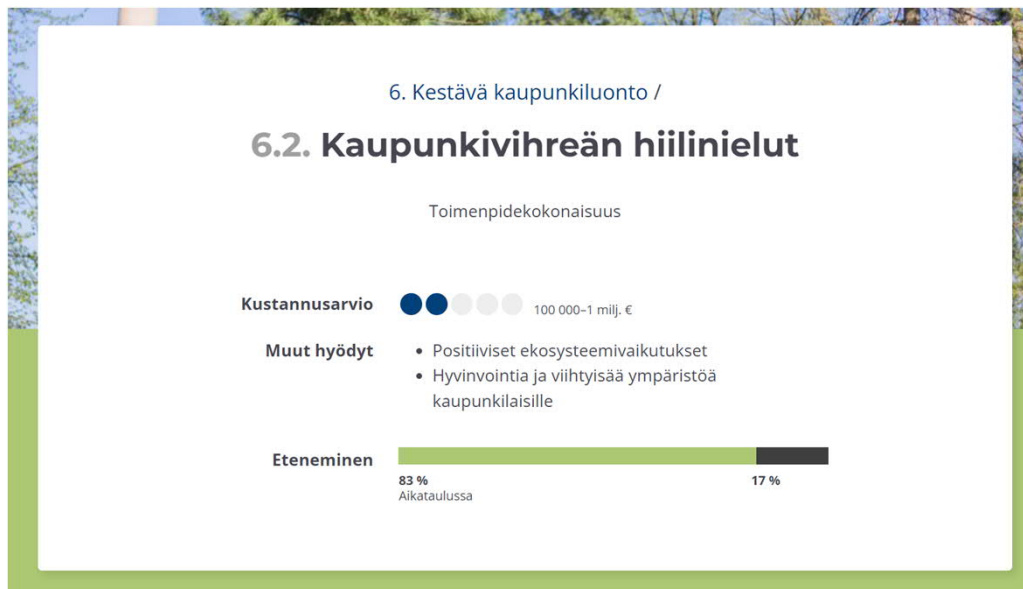 6. Kestävä kaupunkiluonto /
6.2. Kaupunkivihreän hiilinielut
Toimenpidekokonaisuus
Kustannusarvio 100 000–1 milj. €
Muut hyödyt
• Positiiviset ekosysteemivaikutukset
• Hyvinvointia ja viihtyisää ympäristöä
kaupunkilaisille
Eteneminen
83 % 17 %
Aikataulussa